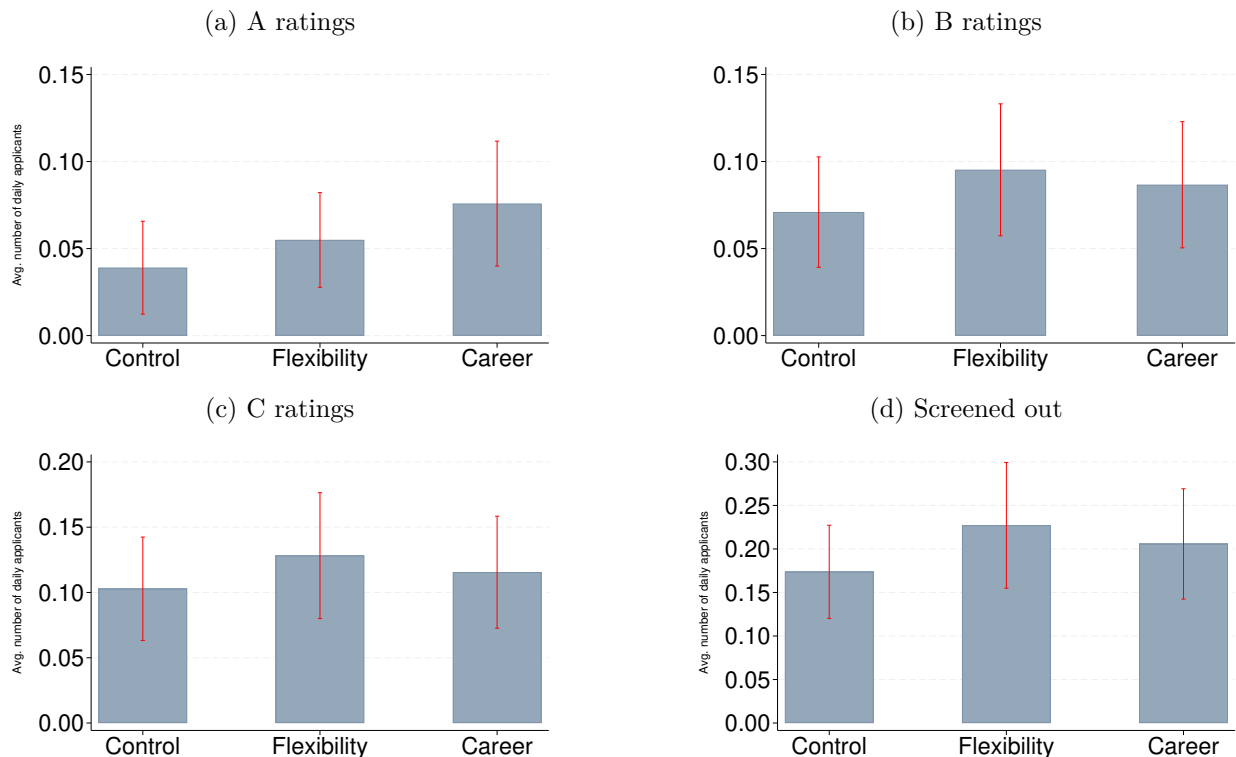 (a) A ratings
Avg. number of daily applicants
0.15
0.10
0.05
0.00
Control Flexibility Career
(b) B ratings
0.15
0.10
0.05
0.00
Control Flexibility Career
(c) C ratings
Avg. number of daily applicants
0.20
0.15
0.10
0.05
0.00
Control Flexibility Career
(d) Screened out
Avg. number of daily applicants
0.30
0.25
0.20
0.15
0.10
0.05
0.00
Control Flexibility Career